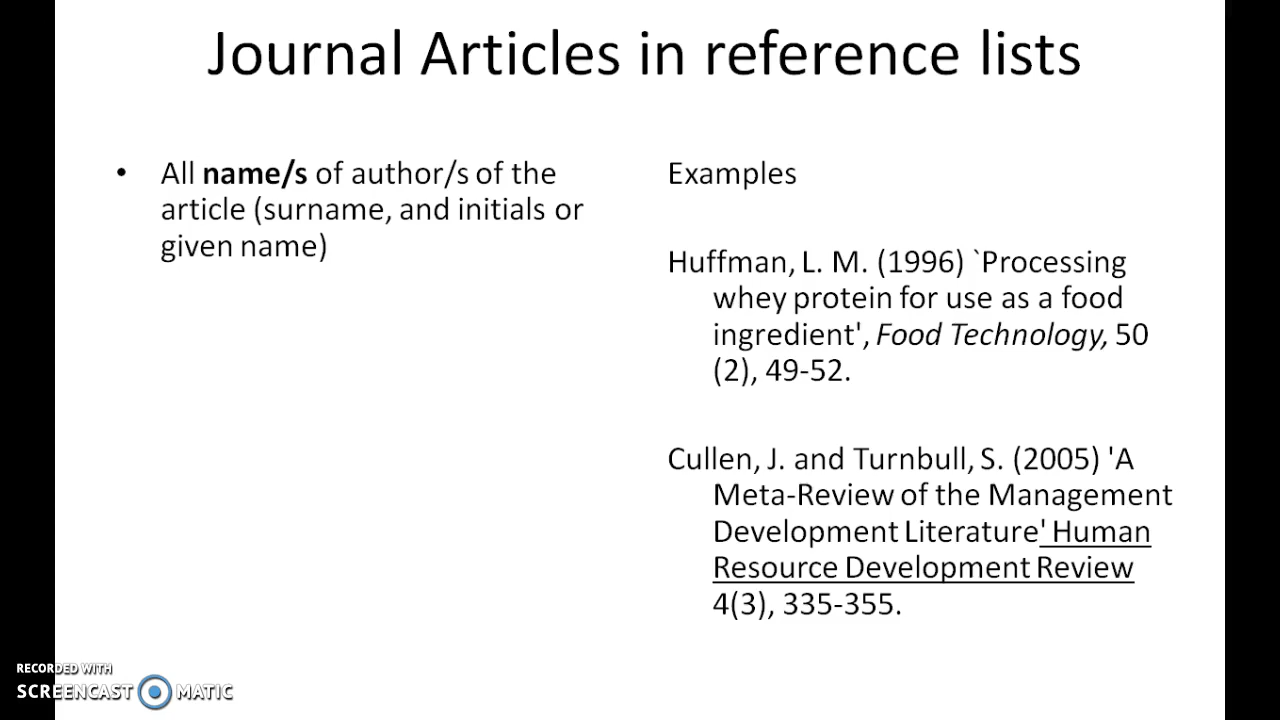 Journal Articles in reference lists
• All name/s of author/s of the
article (surname, and initials or
given name)
Examples
Huffman, L. M. (1996) `Processing
whey protein for use as a food
ingredient', Food Technology, 50
(2), 49-52.
Cullen, J. and Turnbull, S. (2005) 'A
Meta-Review of the Management
Development Literature' Human
Resource Development Review
4(3), 335-355.
RECORDED WITH
SCREENCAST MATIC